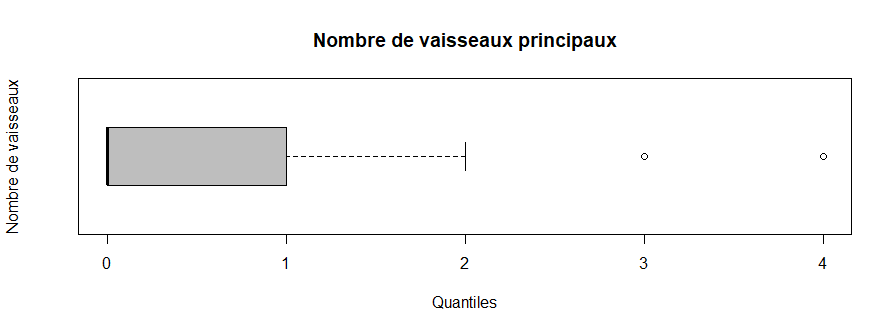 Nombre de vaisseaux principaux
Nombre de vaisseaux
0 1 2 3 4
Quantiles